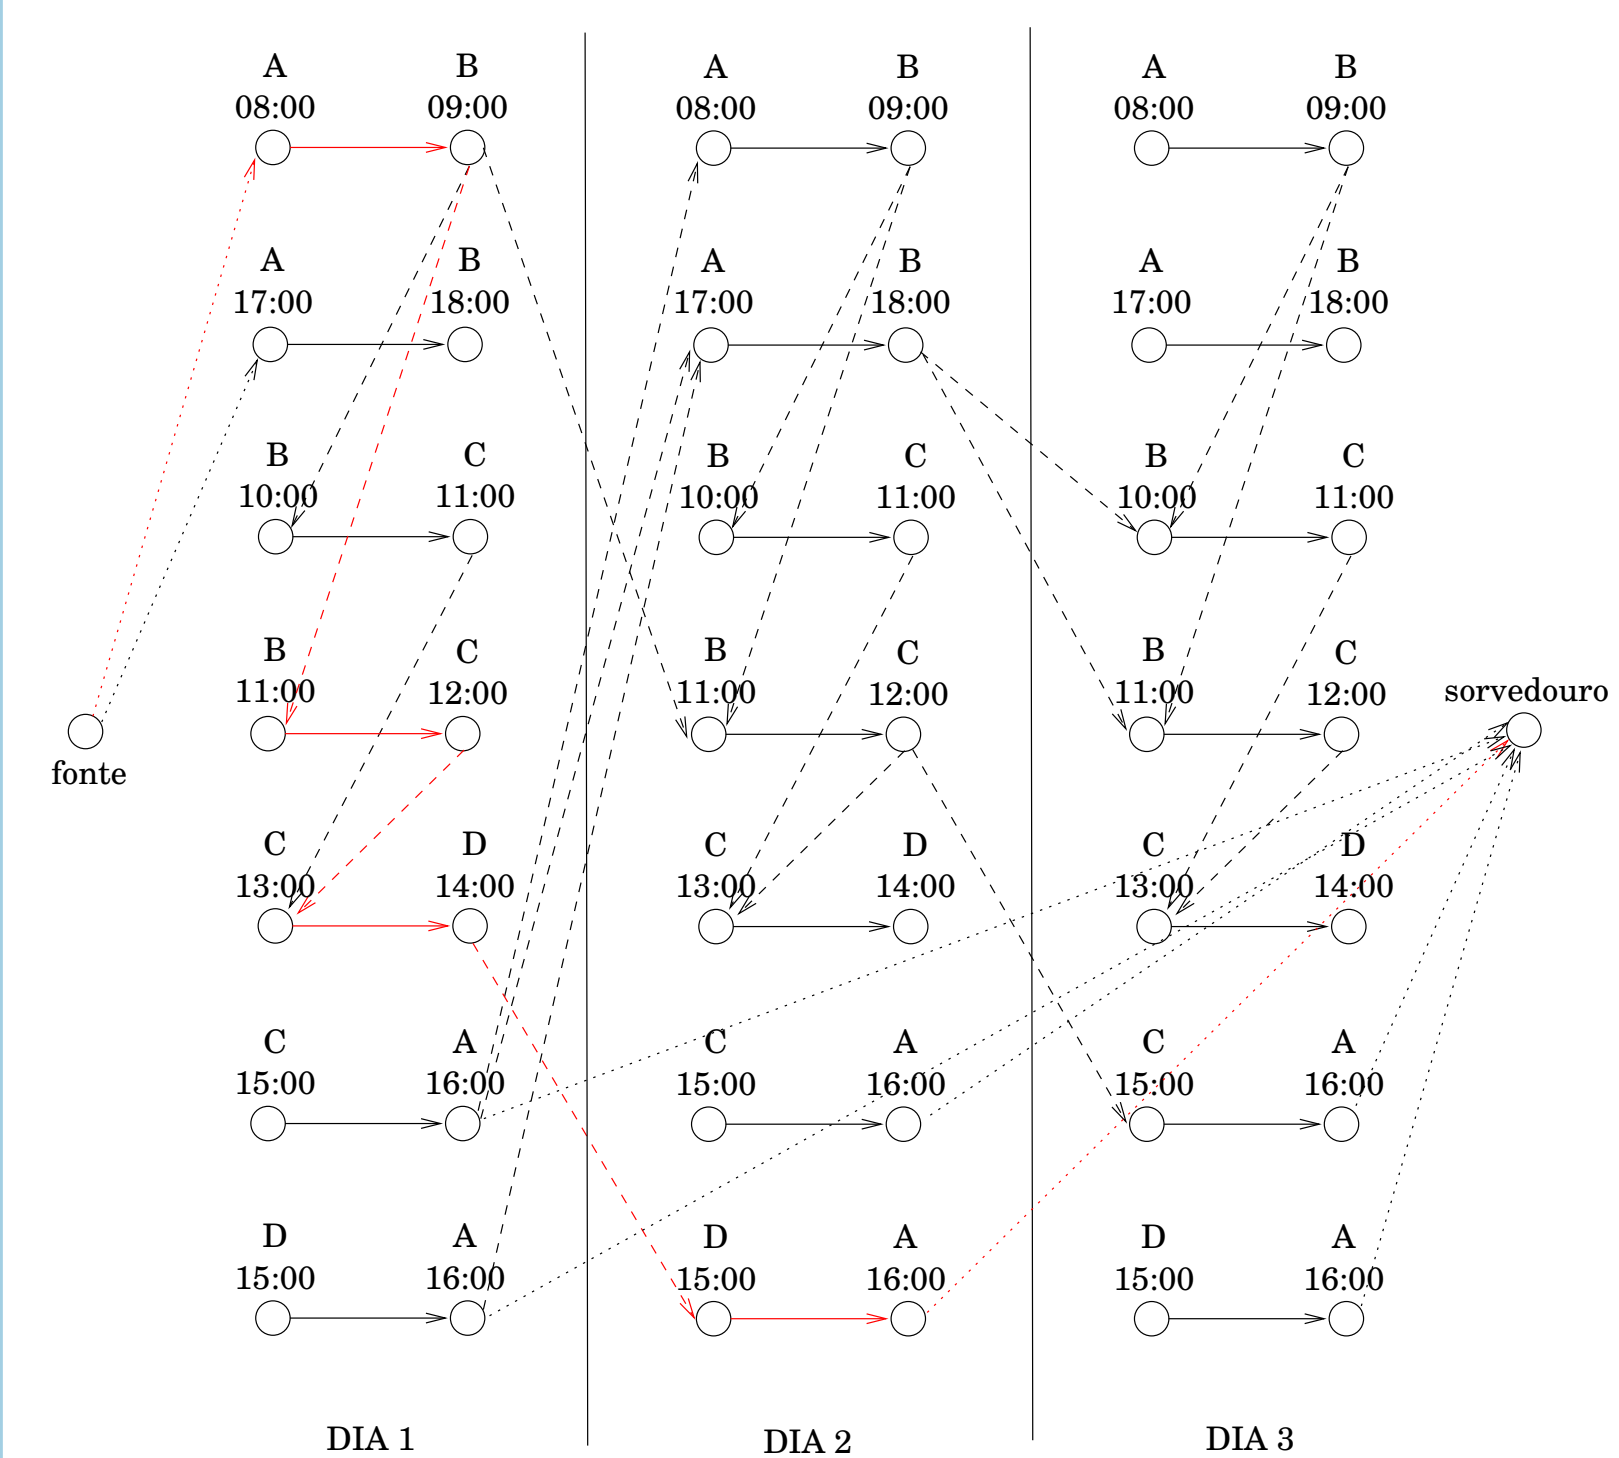 A B A B A B
08:00 09:00 08:00 09:00 08:00 09:00
A B A B A B
17:00 18:00 17:00 18:00 17:00 18:00
B C B C B C
10:00 11:00 10:00 11:00 10:00 11:00
B C B C B C
11:00 12:00 11:00 12:00 11:00 12:00
sorvedouro
fonte
C D C D C D
13:00 14:00 13:00 14:00 13:00 14:00
C A C A C A
15:00 16:00 15:00 16:00 15:00 16:00
D A D A D A
15:00 16:00 15:00 16:00 15:00 16:00
DIA 1 DIA 2 DIA 3